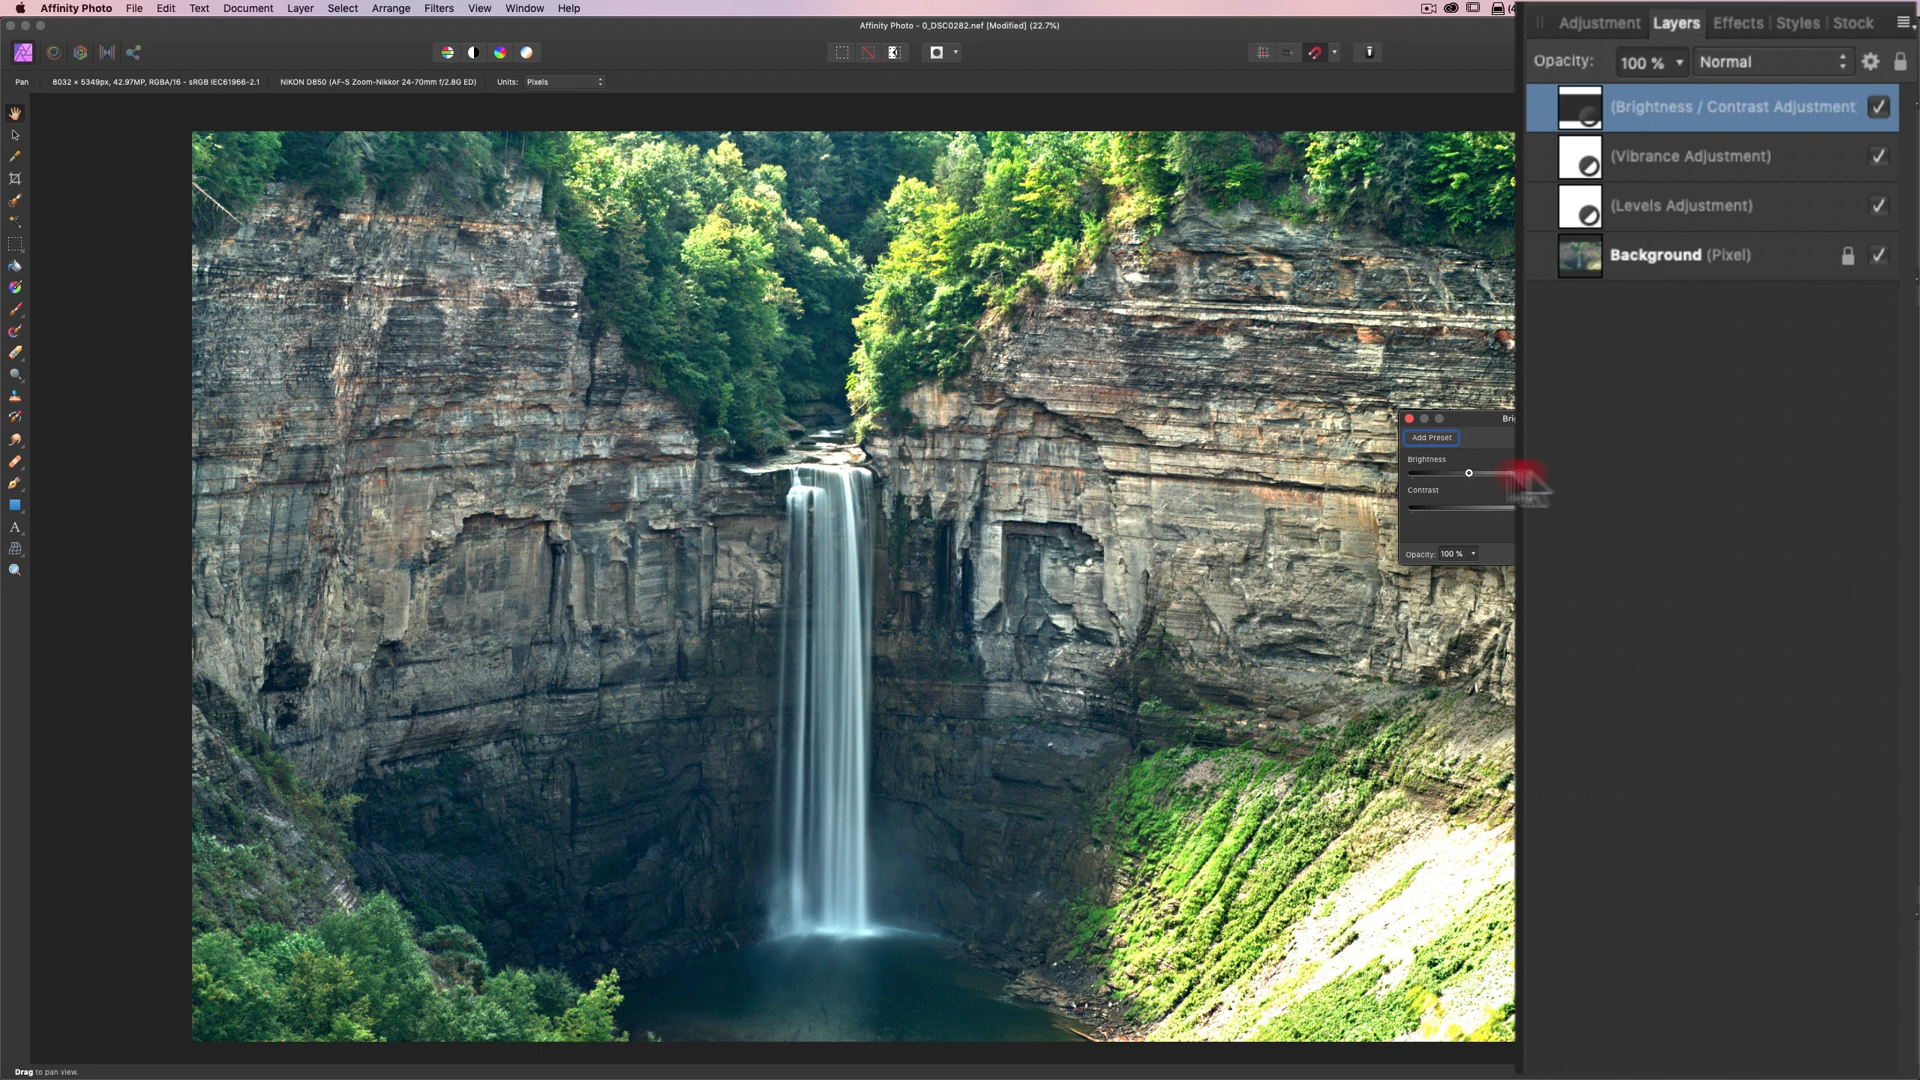 Affinity Photo File Edit Text Document Layer Select Arrange Filters View Window Help
Affinity Photo - 0_DSC0282.nef [Modified] (22.7%)
Pan 8032 × 5349px, 42.97MP, RGBA/16 - sRGB IEC61966-2.1 NIKON D850 (AF-S Zoom-Nikkor 24-70mm f/2.8G ED) Units: Pixels
Adjustment Layers Effects Styles Stock
Opacity: 100 % Normal
(Brightness / Contrast Adjustment
(Vibrance Adjustment)
(Levels Adjustment)
Background (Pixel)
Bri
Add Preset
Brightness
Contrast
Opacity: 100 %
A
Drag to pan view.